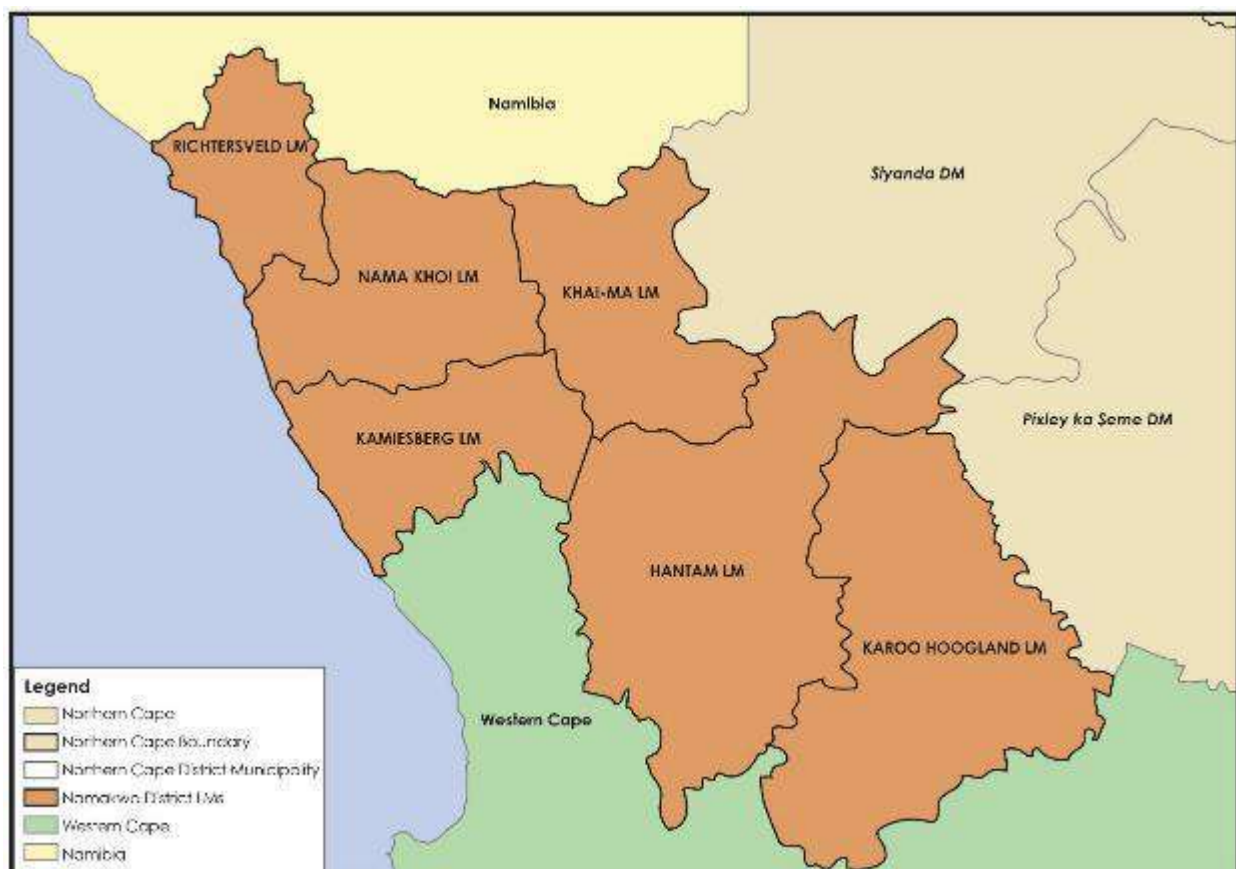 Namibia
RICHTERSVELD LM
Siyanda DM
NAMA KHOI LM
KHAI-MA LM
Pixley ka Seme DM
KAMIESBERG LM
HANTAM LM
KAROO HOOGLAND LM
Western Cape
Legend
Northern Cape
Northern Cape Boundary
Northern Cape District Municipality
Namakwa District LMs
Western Cape
Namibia